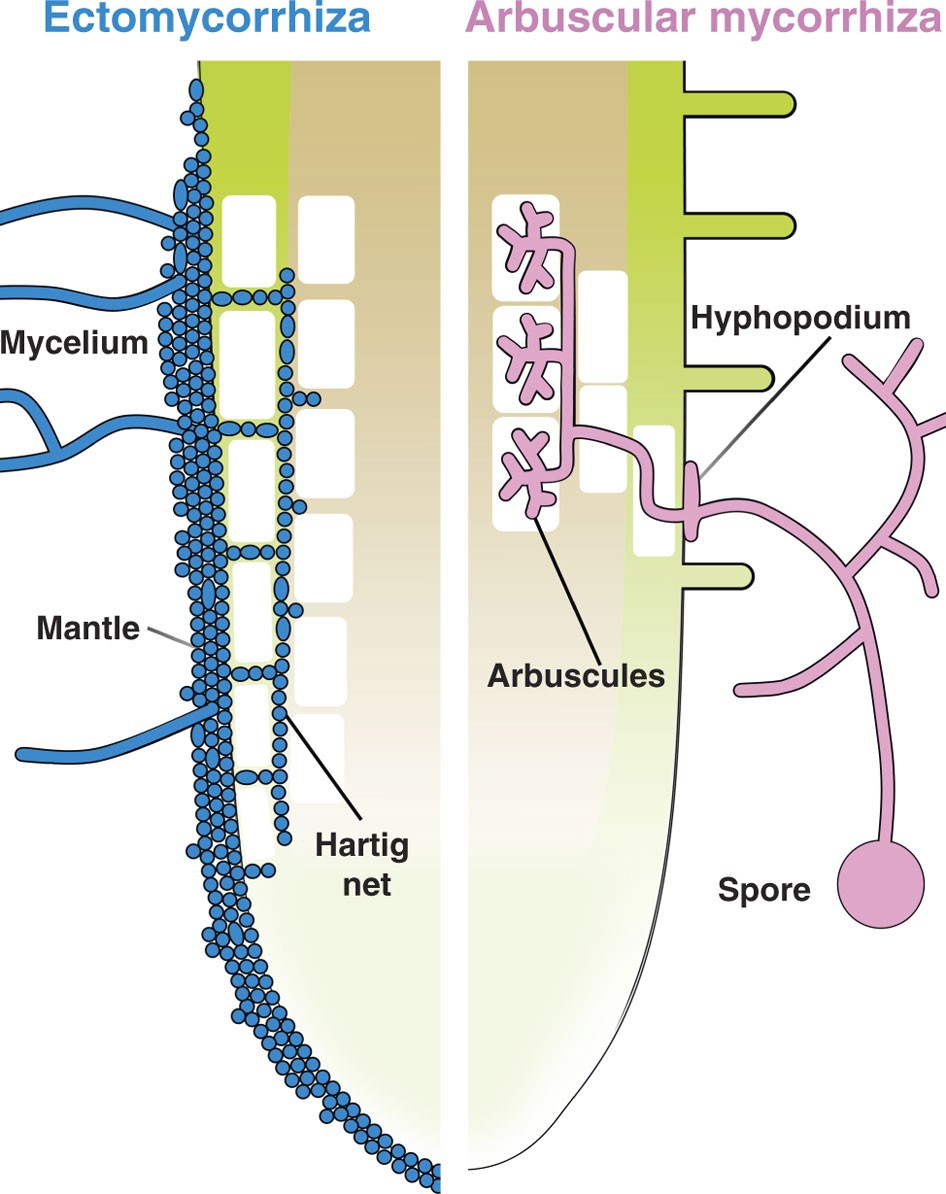 Ectomycorrhiza
Arbuscular mycorrhiza
Mycelium
Hyphopodium
Mantle
Arbuscules
Hartig
net
Spore